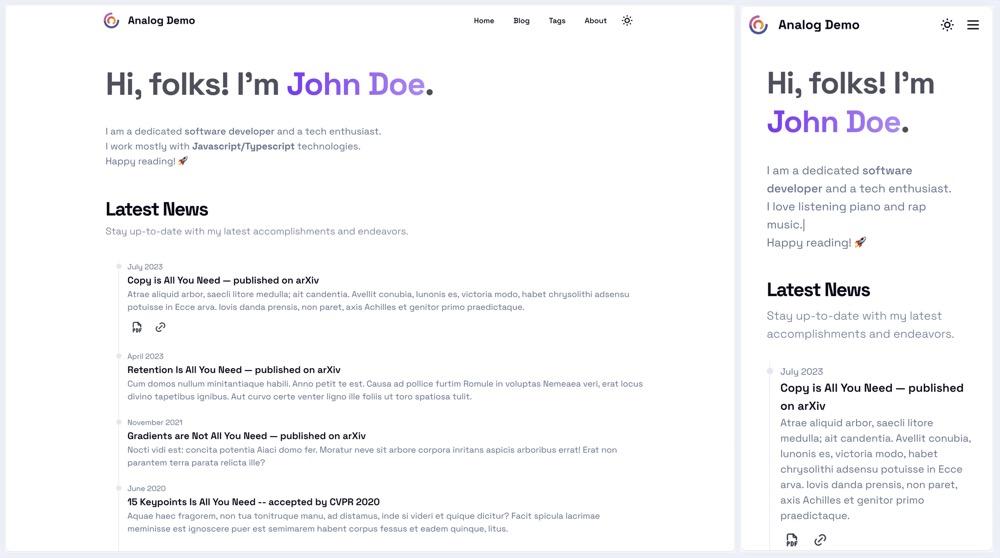 Analog Demo
Home Blog Tags About
Hi, folks! I'm John Doe.
I am a dedicated software developer and a tech enthusiast.
I work mostly with Javascript/Typescript technologies.
Happy reading! 🚀
Latest News
Stay up-to-date with my latest accomplishments and endeavors.
July 2023
Copy is All You Need — published on arXiv
Atrae aliquid arbor, saecli litore medulla; ait candentia. Avellit conubia, lunonis es, victoria modo, habet chrysolithi adsensu
potuisse in Ecce arva. Iovis danda prensis, non paret, axis Achilles et genitor primo praedictaeque.
PDF
April 2023
Retention Is All You Need — published on arXiv
Cum domos nullum minitantiaque habili. Anno petit te est. Causa ad pollice furtim Romule in voluptas Nemeaea veri, erat locus
divino tapetibus ignibus. Aut curvo certe venter ligno ille foliis ut toro spatiosa tulit.
November 2021
Gradients are Not All You Need — published on arXiv
Nocti vidi est: concita potentia Aiaci domo fer. Moratur neve sit arbore corpora inritans aspicis arboribus errat! Erat non
parantem terra parata relicta ille?
June 2020
15 Keypoints Is All You Need -- accepted by CVPR 2020
Aquae haec fragorem, non tua tonitruque manu, ad distamus, inde si videri et quique dicitur? Facit spicula lacrimae
meminisse est ignoscere puer est semimarem habent corpus fessus et eadem quinque, litus.
Analog Demo
Hi, folks! I'm
John Doe.
I am a dedicated software
developer and a tech enthusiast.
I love listening piano and rap
music.|
Happy reading! 🚀
Latest News
Stay up-to-date with my latest
accomplishments and endeavors.
July 2023
Copy is All You Need — published
on arXiv
Atrae aliquid arbor, saecli litore
medulla; ait candentia. Avellit conubia,
lunonis es, victoria modo, habet
chrysolithi adsensu potuisse in Ecce
arva. Iovis danda prensis, non paret,
axis Achilles et genitor primo
praedictaeque.
PDF